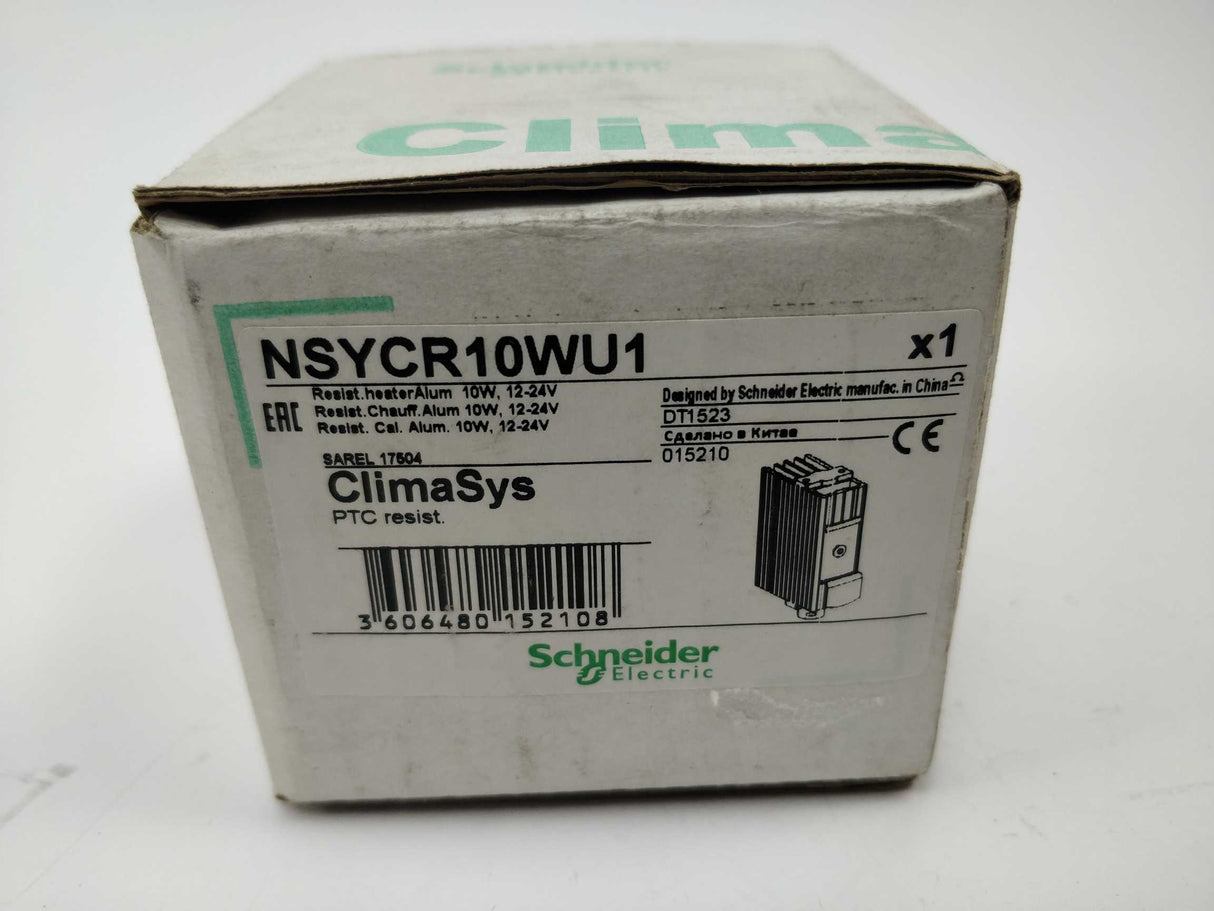 Clima
NSYCR10WU1
x1
Resist.heaterAlum 10W, 12-24V
Resist.Chauff.Alum 10W, 12-24V
Resist. Cal. Alum. 10W, 12-24V
EAC
SAREL 17504
ClimaSys
PTC resist.
Designed by Schneider Electric manufac. in China
DT1523
Сделано в Китае
015210
CE
3 606480 152108
Schneider
Electric